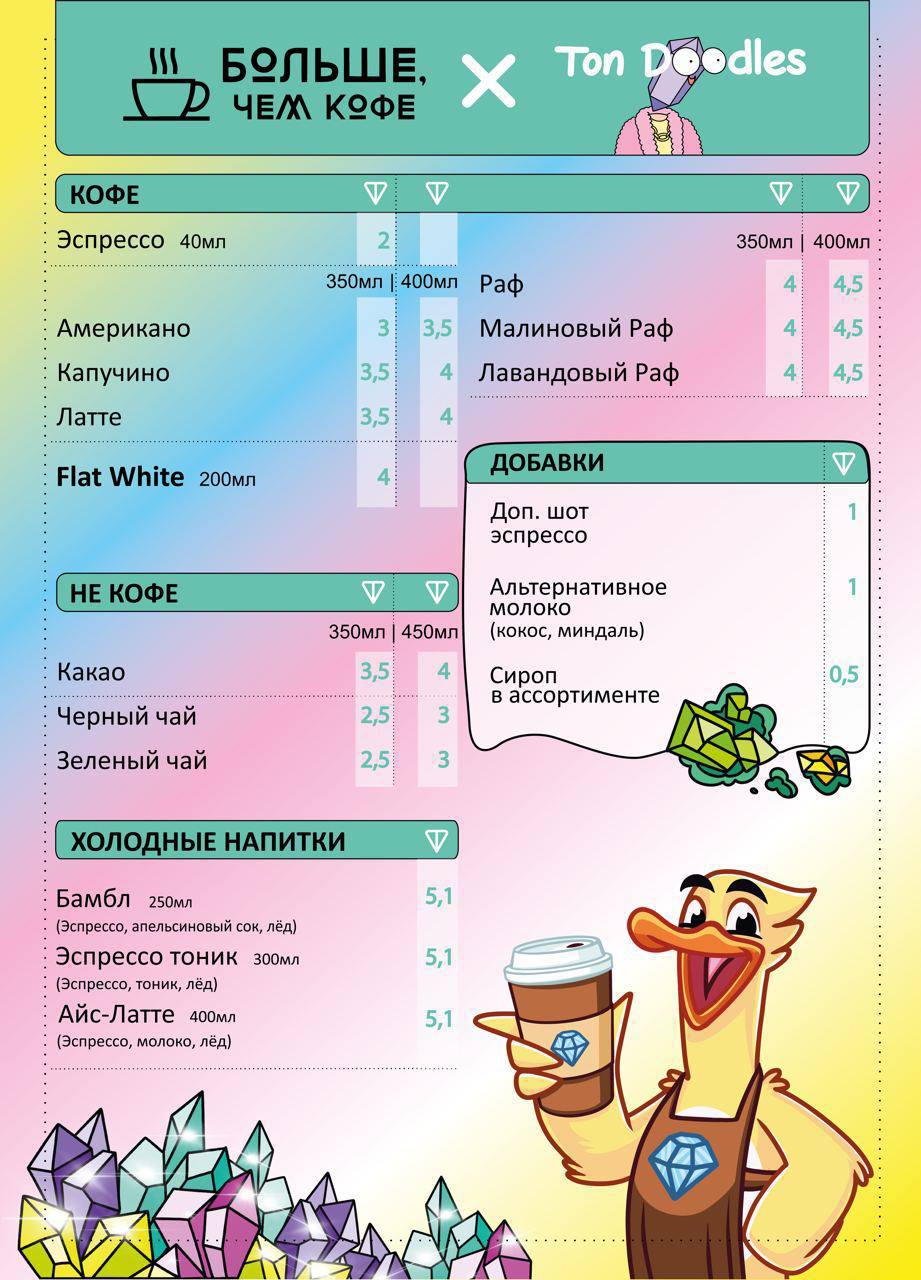 БОЛЬШЕ,
ЧЕМ КОФЕ
Ton Doodles
КОФЕ
Эспрессо 40мл 2
350мл | 400мл
Американо 3 3,5
Капучино 3,5 4
Латте 3,5 4
Flat White 200мл 4
350мл | 400мл
Раф 4 4,5
Малиновый Раф 4 4,5
Лавандовый Раф 4 4,5
ДОБАВКИ
Доп. шот 1
эспрессо
Альтернативное 1
молоко
(кокос, миндаль)
Сироп 0,5
в ассортименте
НЕ КОФЕ
350мл | 450мл
Какао 3,5 4
Черный чай 2,5 3
Зеленый чай 2,5 3
ХОЛОДНЫЕ НАПИТКИ
Бамбл 250мл 5,1
(Эспрессо, апельсиновый сок, лёд)
Эспрессо тоник 300мл 5,1
(Эспрессо, тоник, лёд)
Айс-Латте 400мл 5,1
(Эспрессо, молоко, лёд)